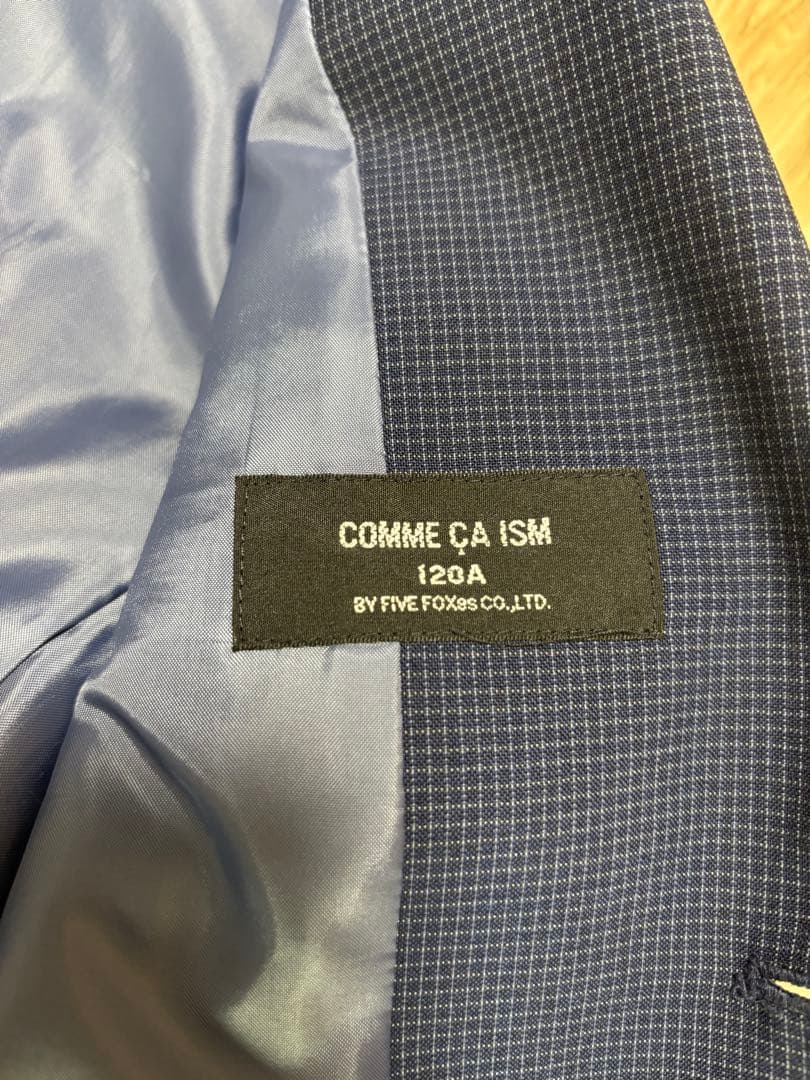 COMME ÇA ISM
120A
BY FIVE FOXes CO.,LTD.